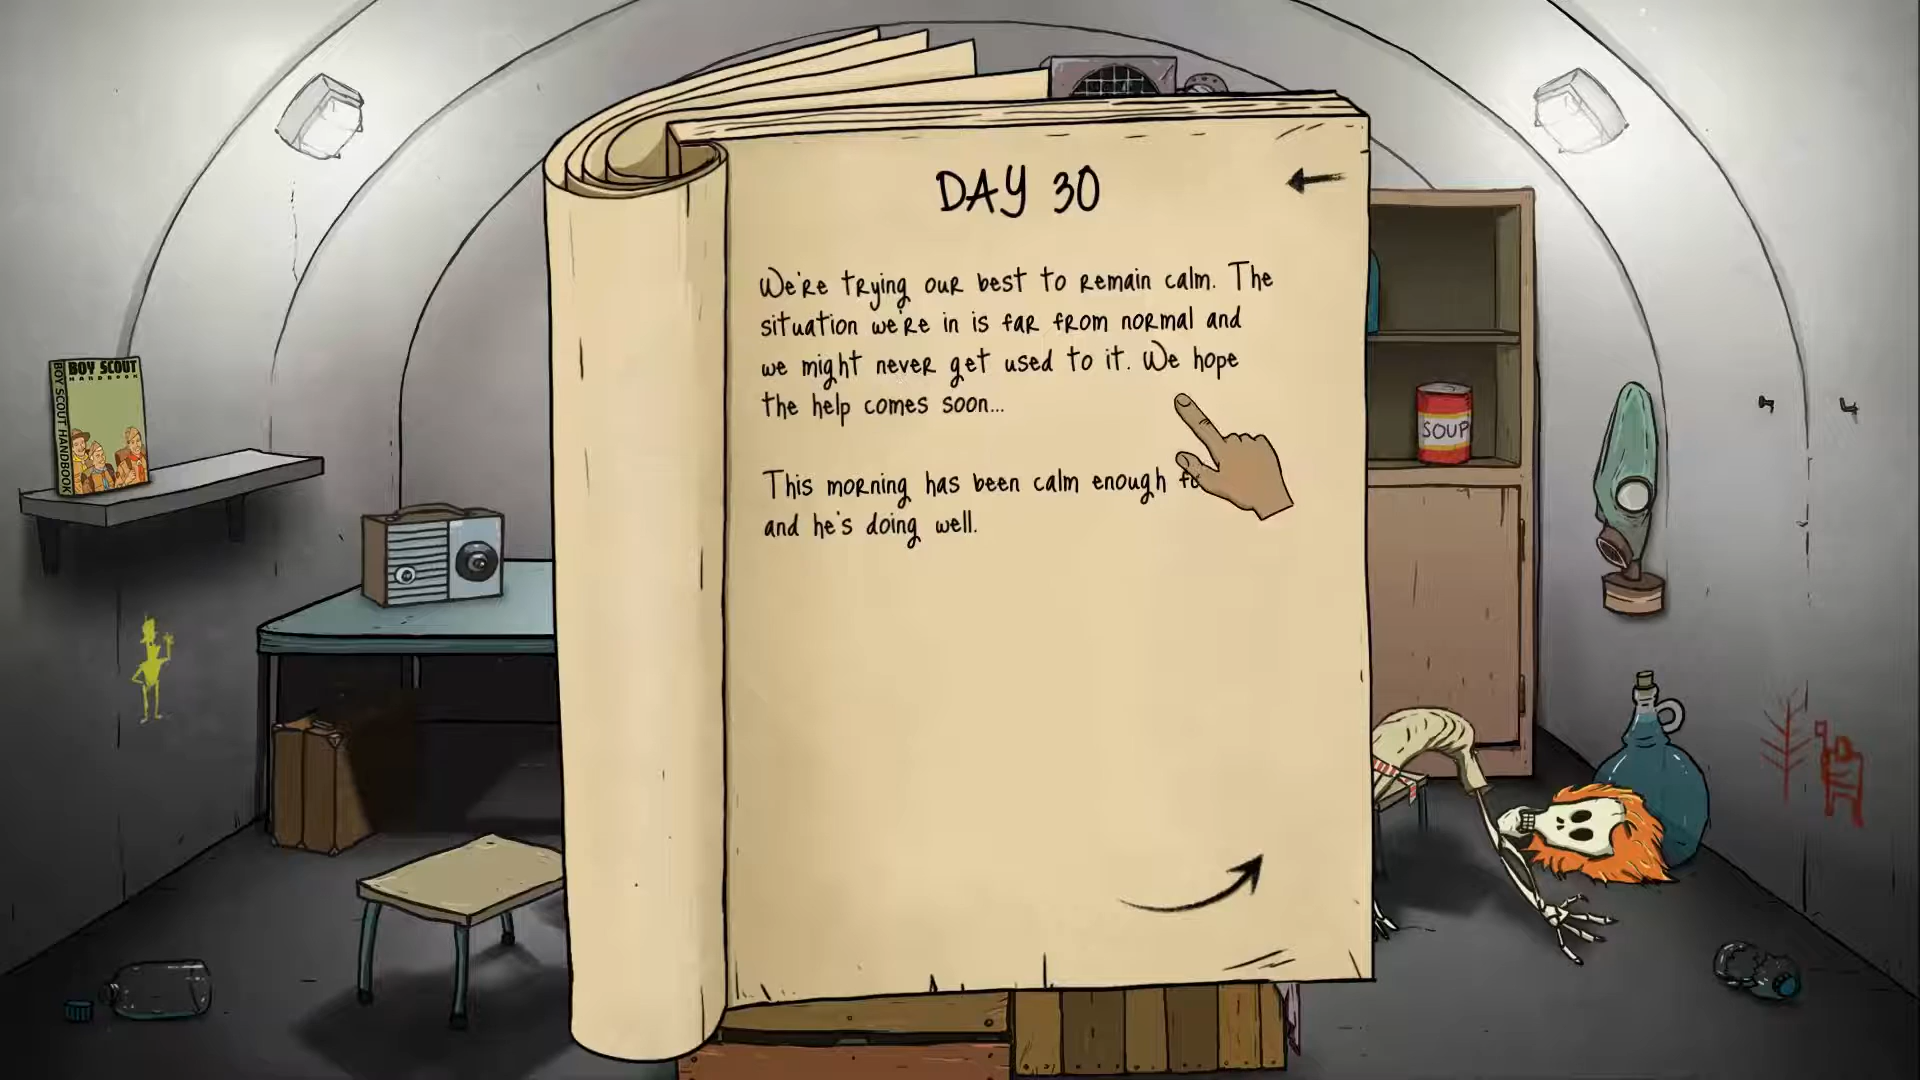 DAY 30
We're trying our best to remain calm. The
situation we're in is far from normal and
we might never get used to it. We hope
the help comes soon...
This morning has been calm enough
and he's doing well.
BOY SCOUT
HANDBOOK
BOY SCOUT HANDBOOK
SOUP